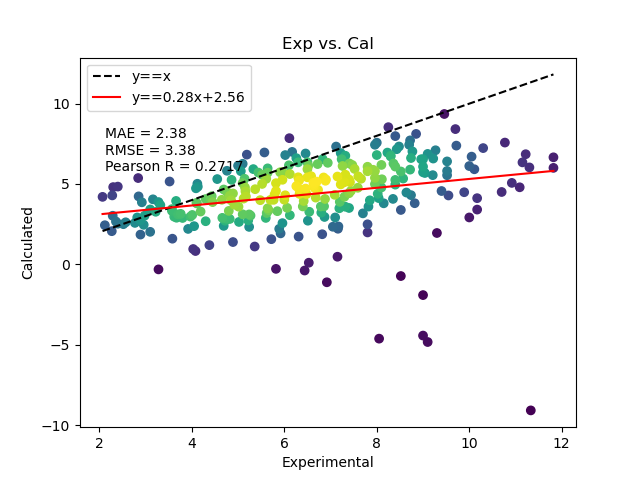 Exp vs. Cal
y==x
y==0.28x+2.56
MAE = 2.38
RMSE = 3.38
Pearson R = 0.2717
10
5
0
−5
−10
Calculated
2 4 6 8 10 12
Experimental